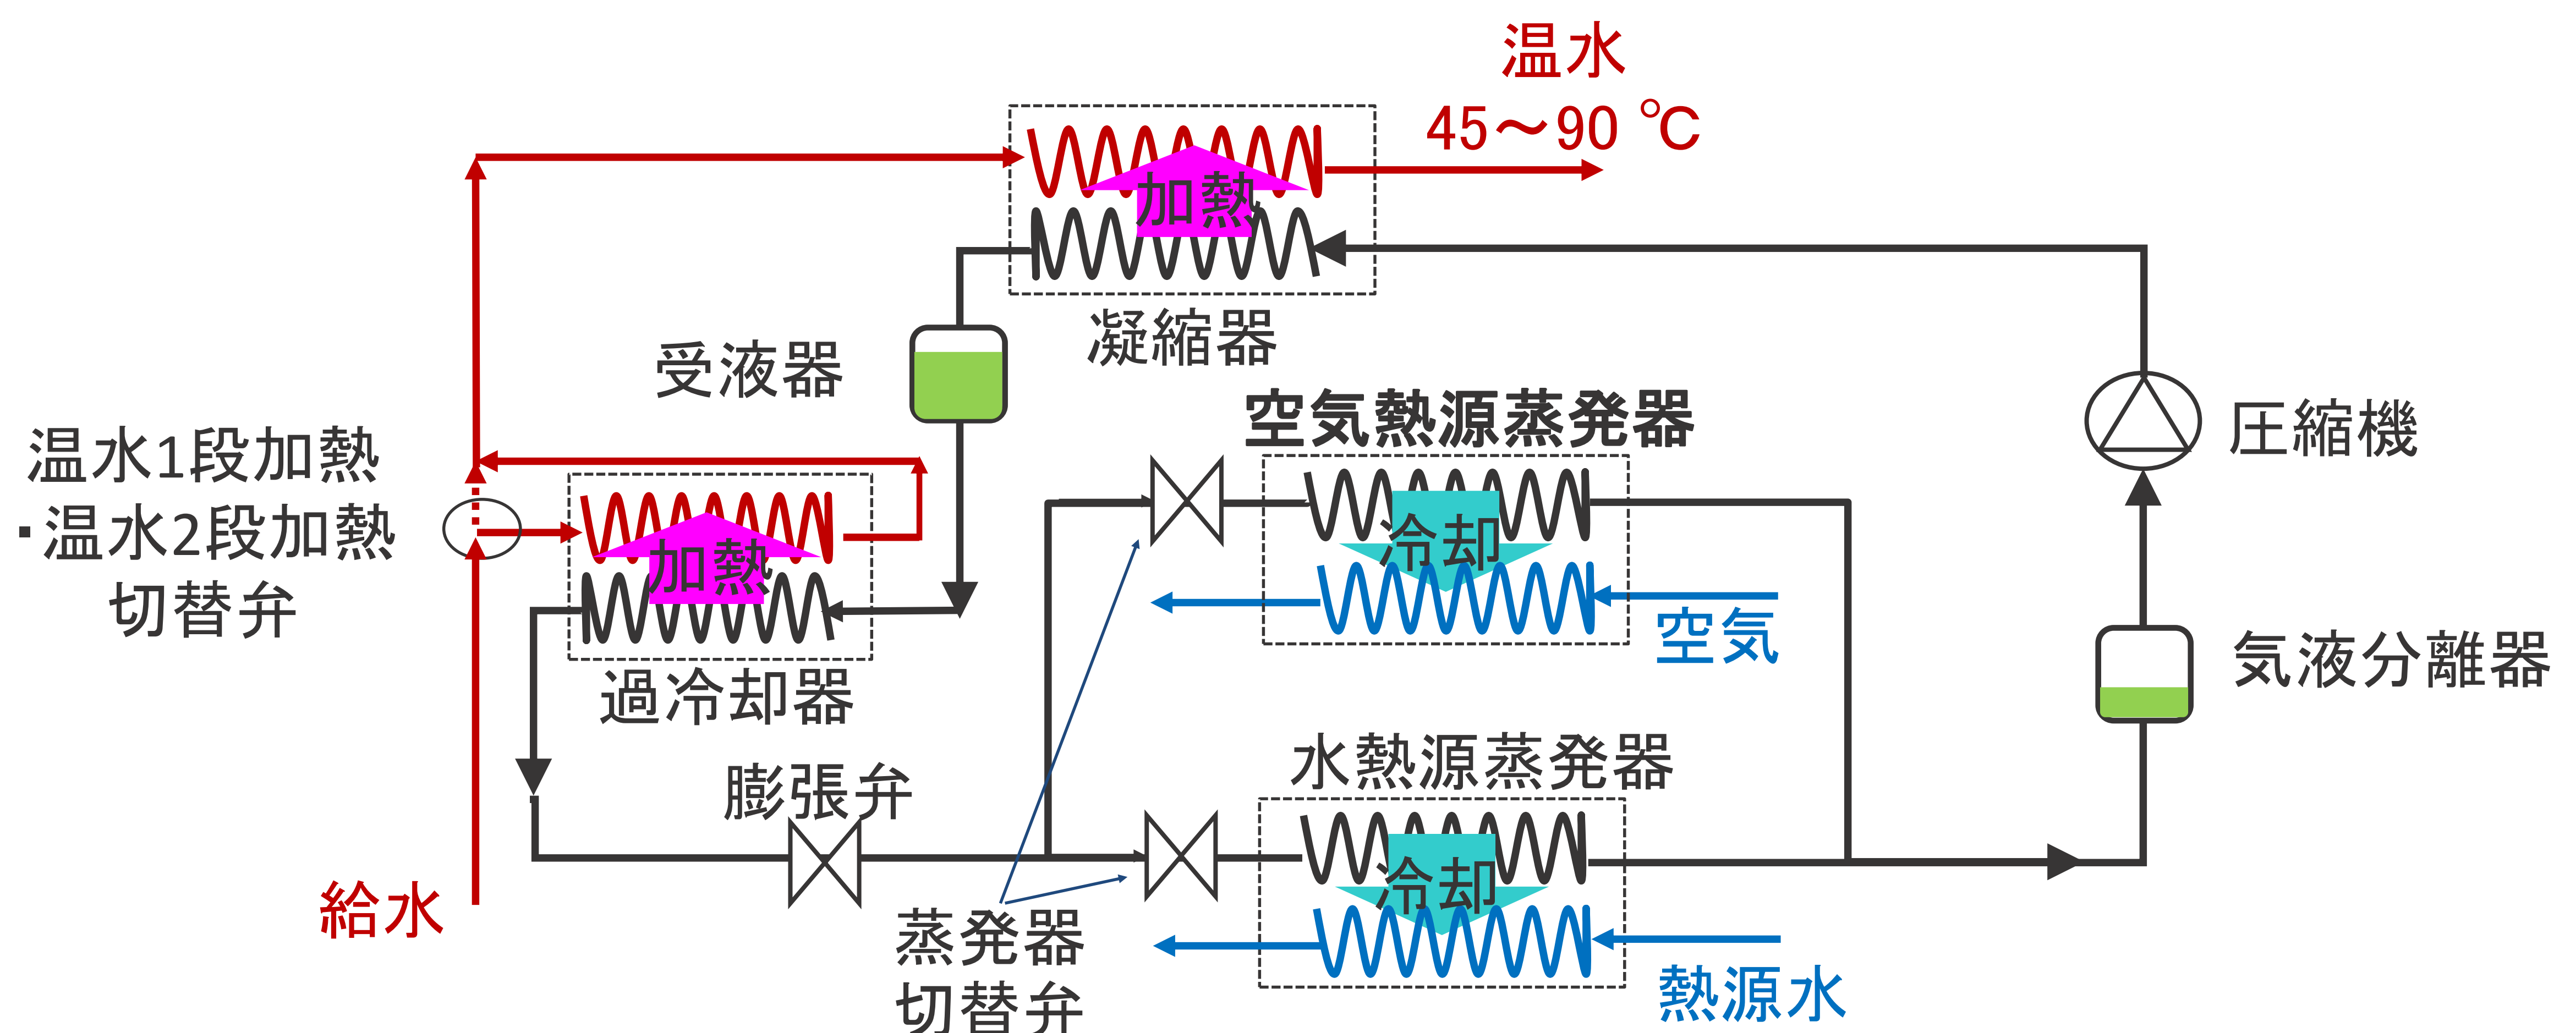 温水
45～90 ℃
加熱
凝縮器
受液器
空気熱源蒸発器
圧縮機
温水1段加熱
・温水2段加熱
切替弁
加熱
冷却
空気
気液分離器
過冷却器
水熱源蒸発器
膨張弁
冷却
給水
蒸発器
切替弁
熱源水